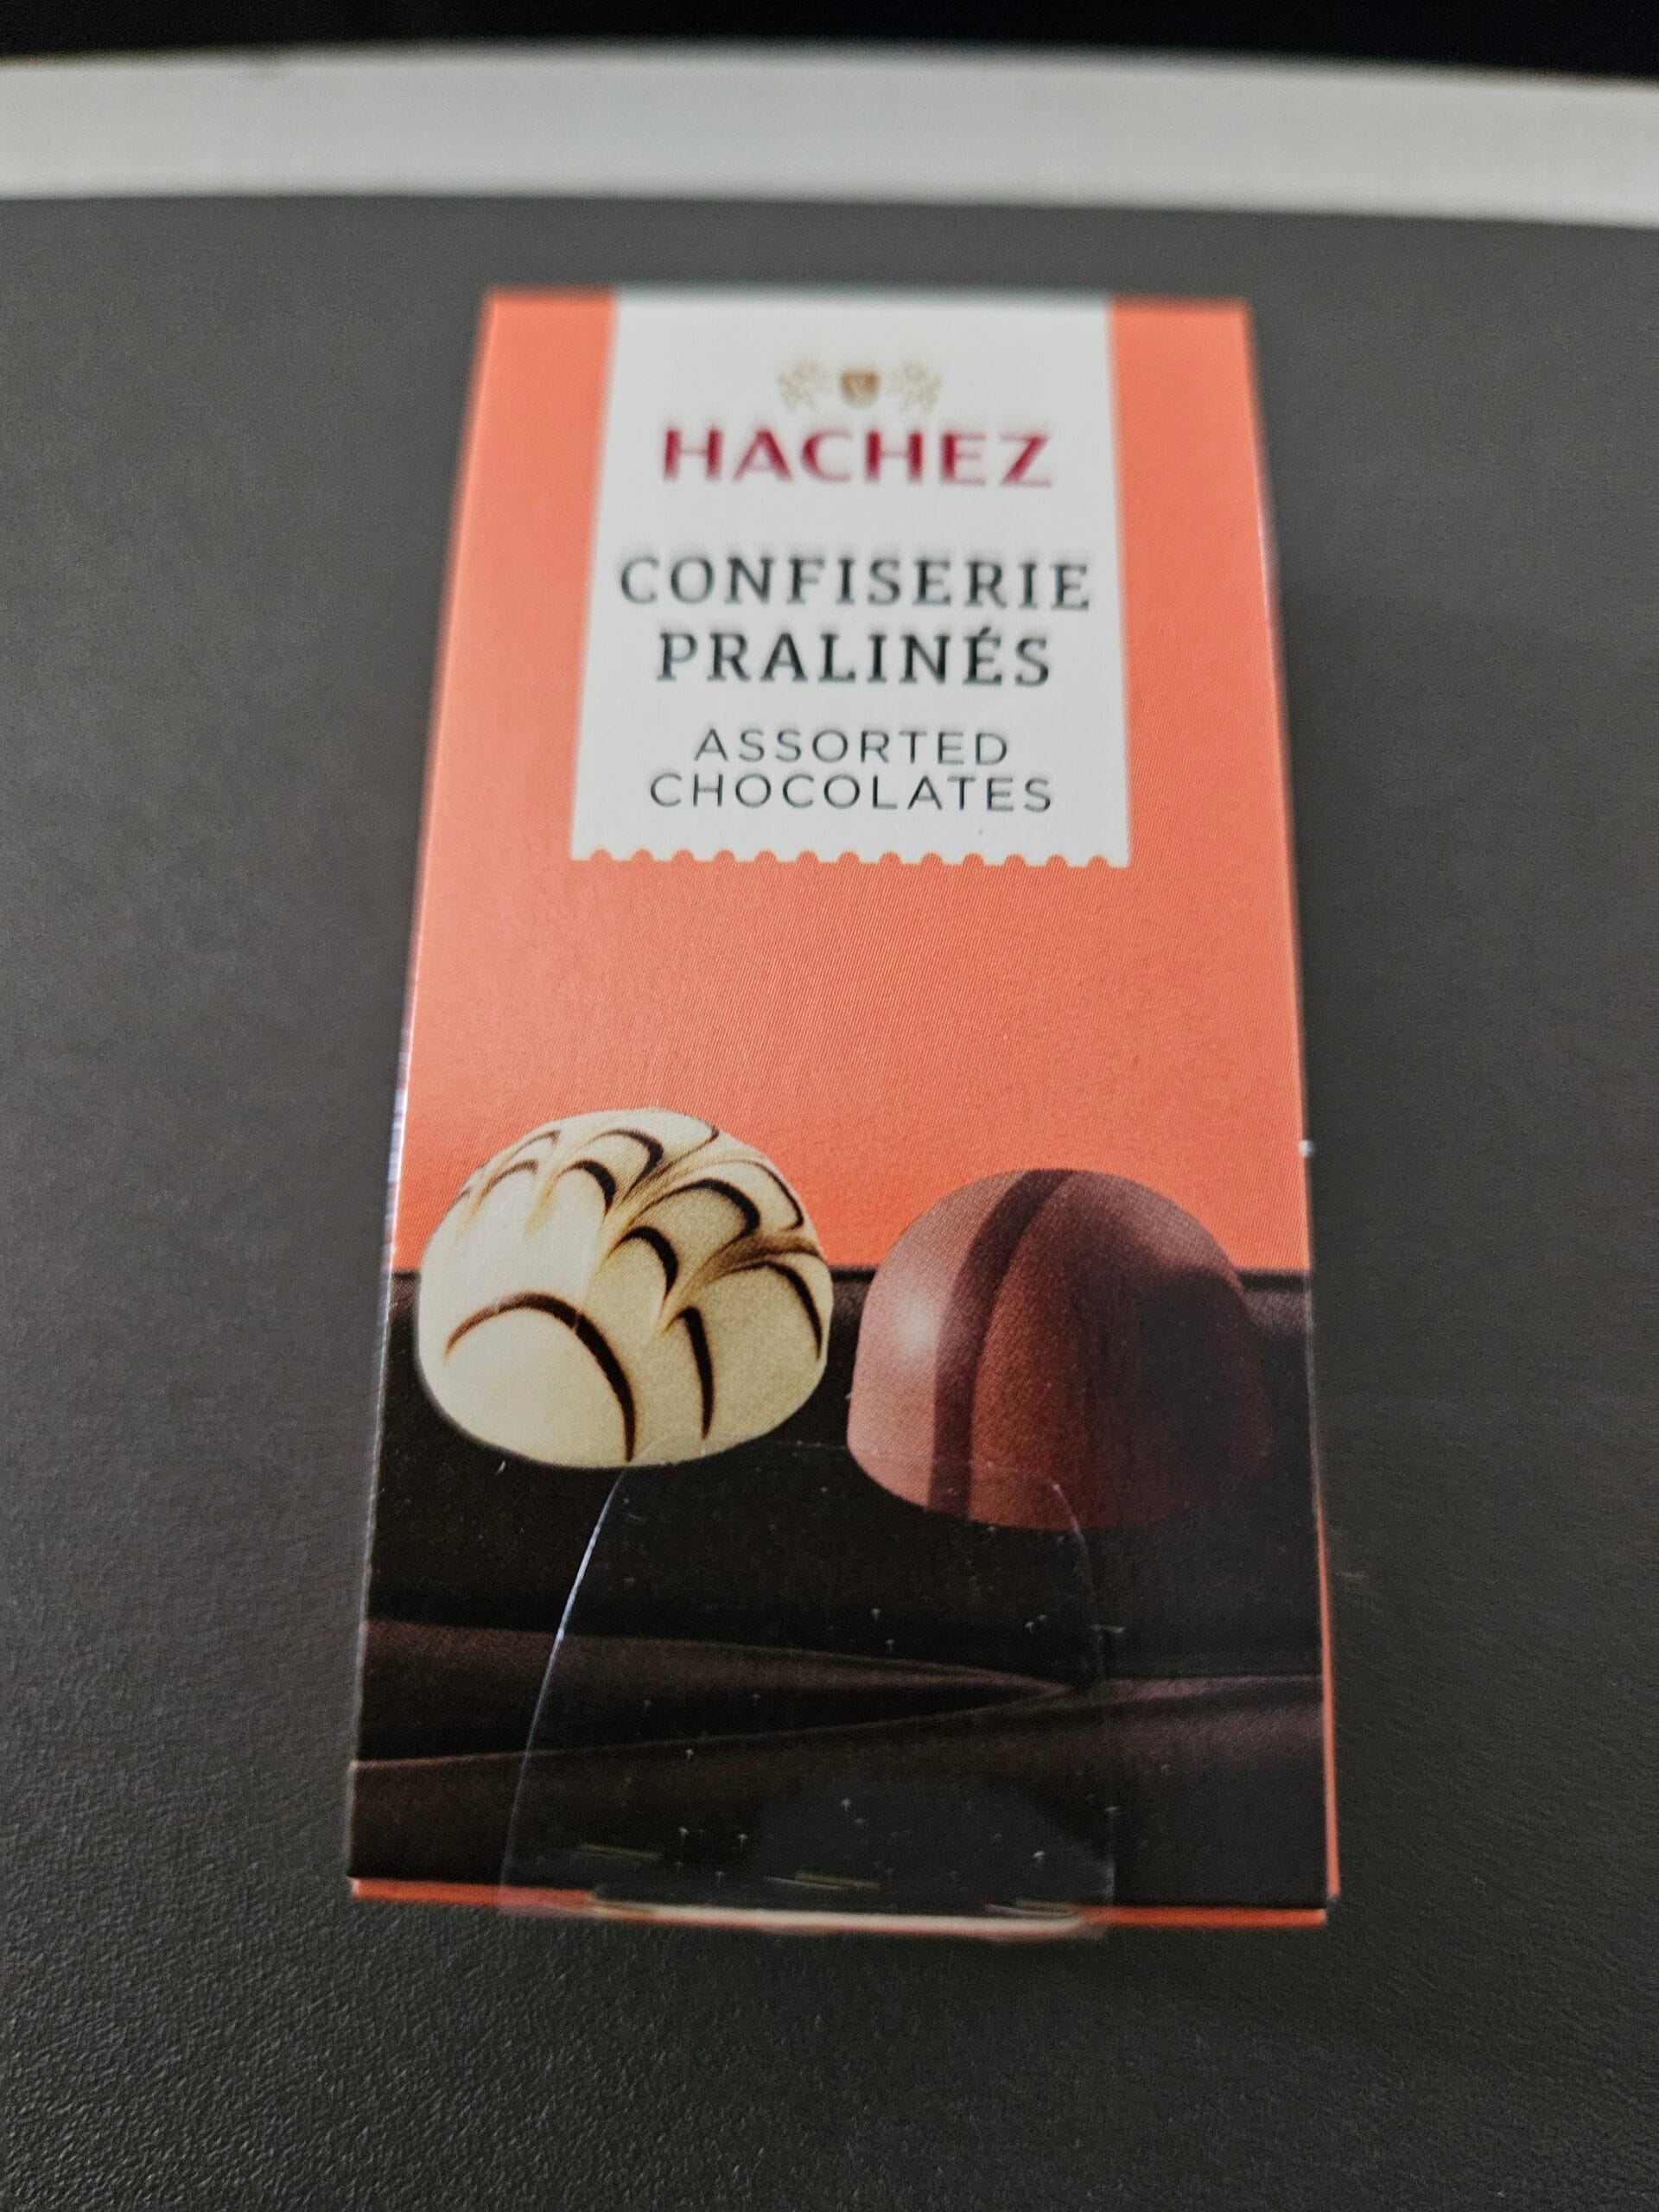 HACHEZ
CONFISERIE
PRALINÉS
ASSORTED
CHOCOLATES